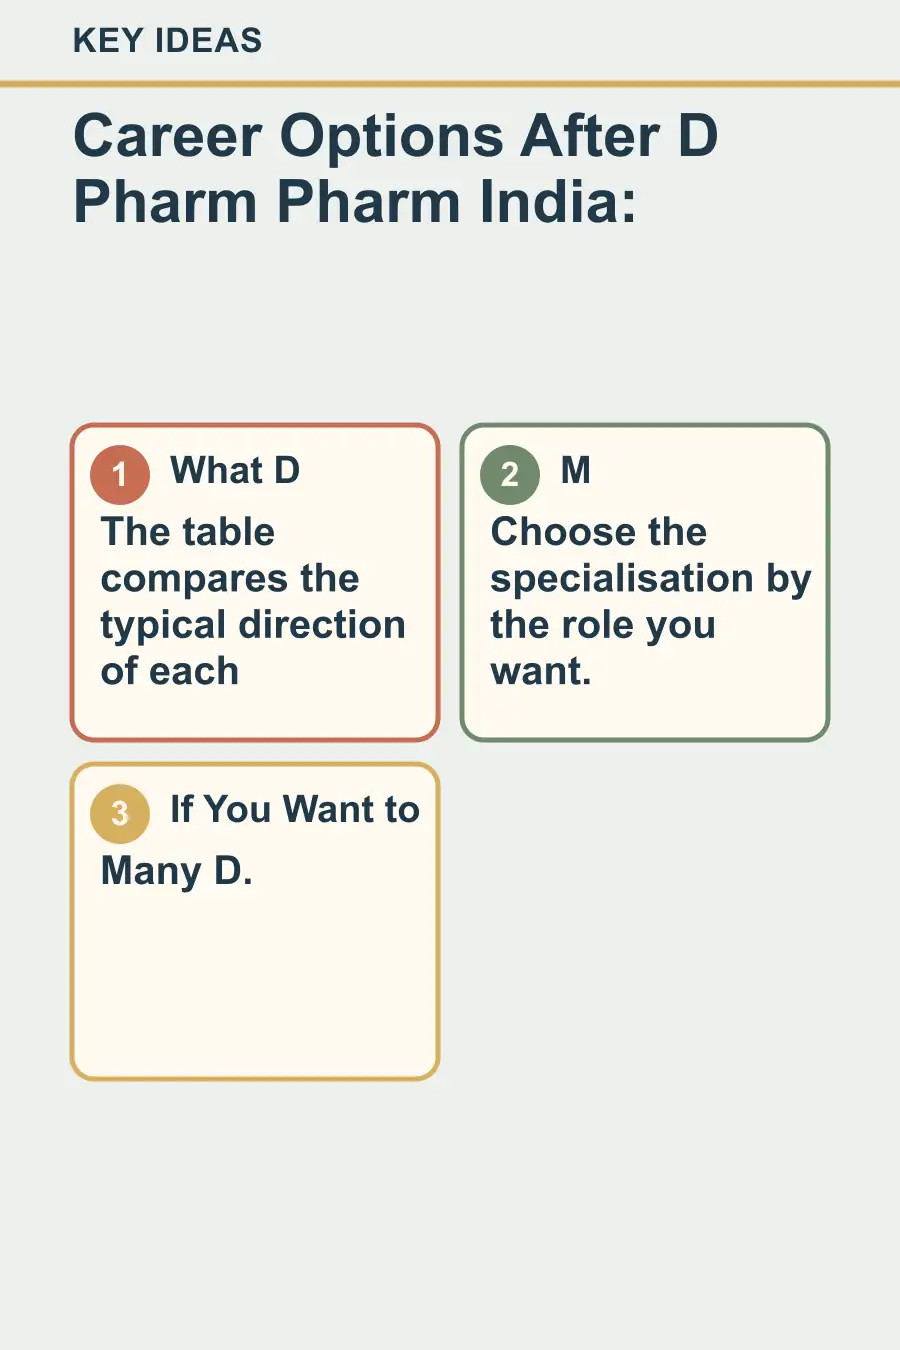 KEY IDEAS
Career Options After D
Pharm Pharm India:
1 What D
The table
compares the
typical direction
of each
2 M
Choose the
specialisation by
the role you
want.
3 If You Want to
Many D.